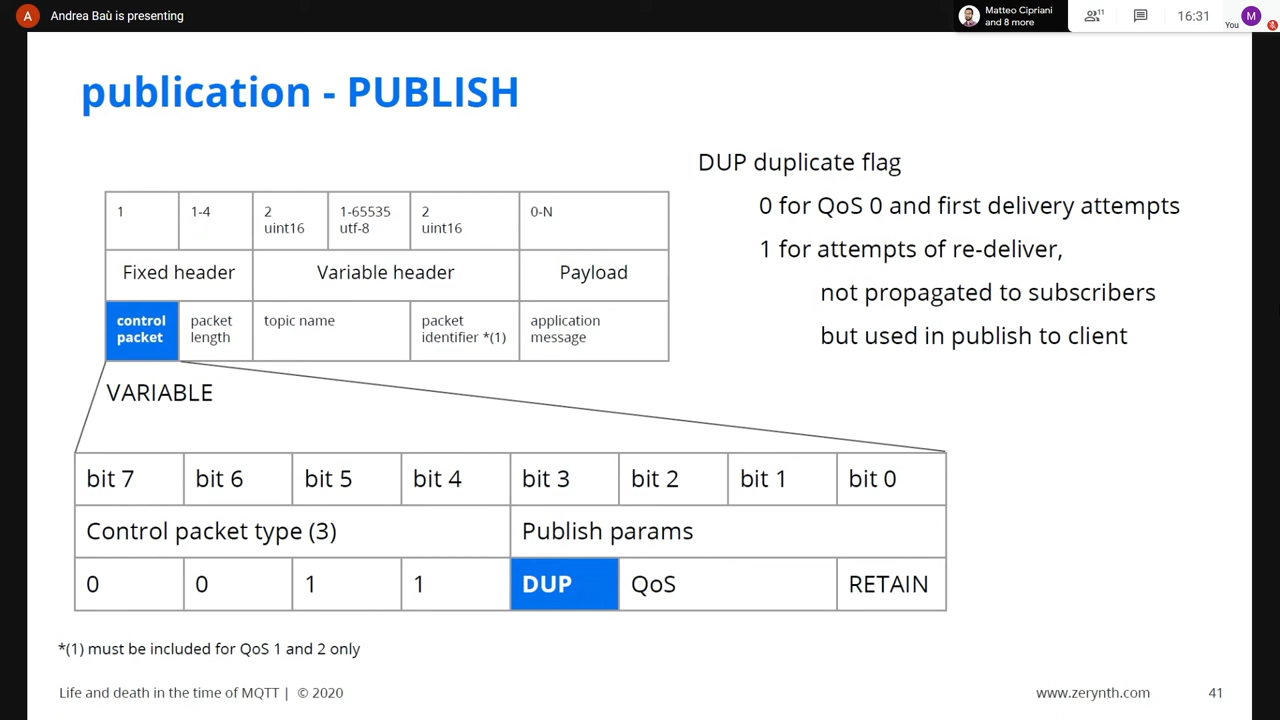 A Andrea Baù is presenting
Matteo Cipriani
and 8 more
11
16:31
You
M
publication - PUBLISH
DUP duplicate flag
0 for QoS 0 and first delivery attempts
1 for attempts of re-deliver,
not propagated to subscribers
but used in publish to client
1 1-4 2 1-65535 2 0-N
uint16 utf-8 uint16
Fixed header Variable header Payload
control packet topic name packet application
packet length identifier *(1) message
VARIABLE
bit 7 bit 6 bit 5 bit 4 bit 3 bit 2 bit 1 bit 0
Control packet type (3) Publish params
0 0 1 1 DUP QoS RETAIN
*(1) must be included for QoS 1 and 2 only
Life and death in the time of MQTT | © 2020 www.zerynth.com 41